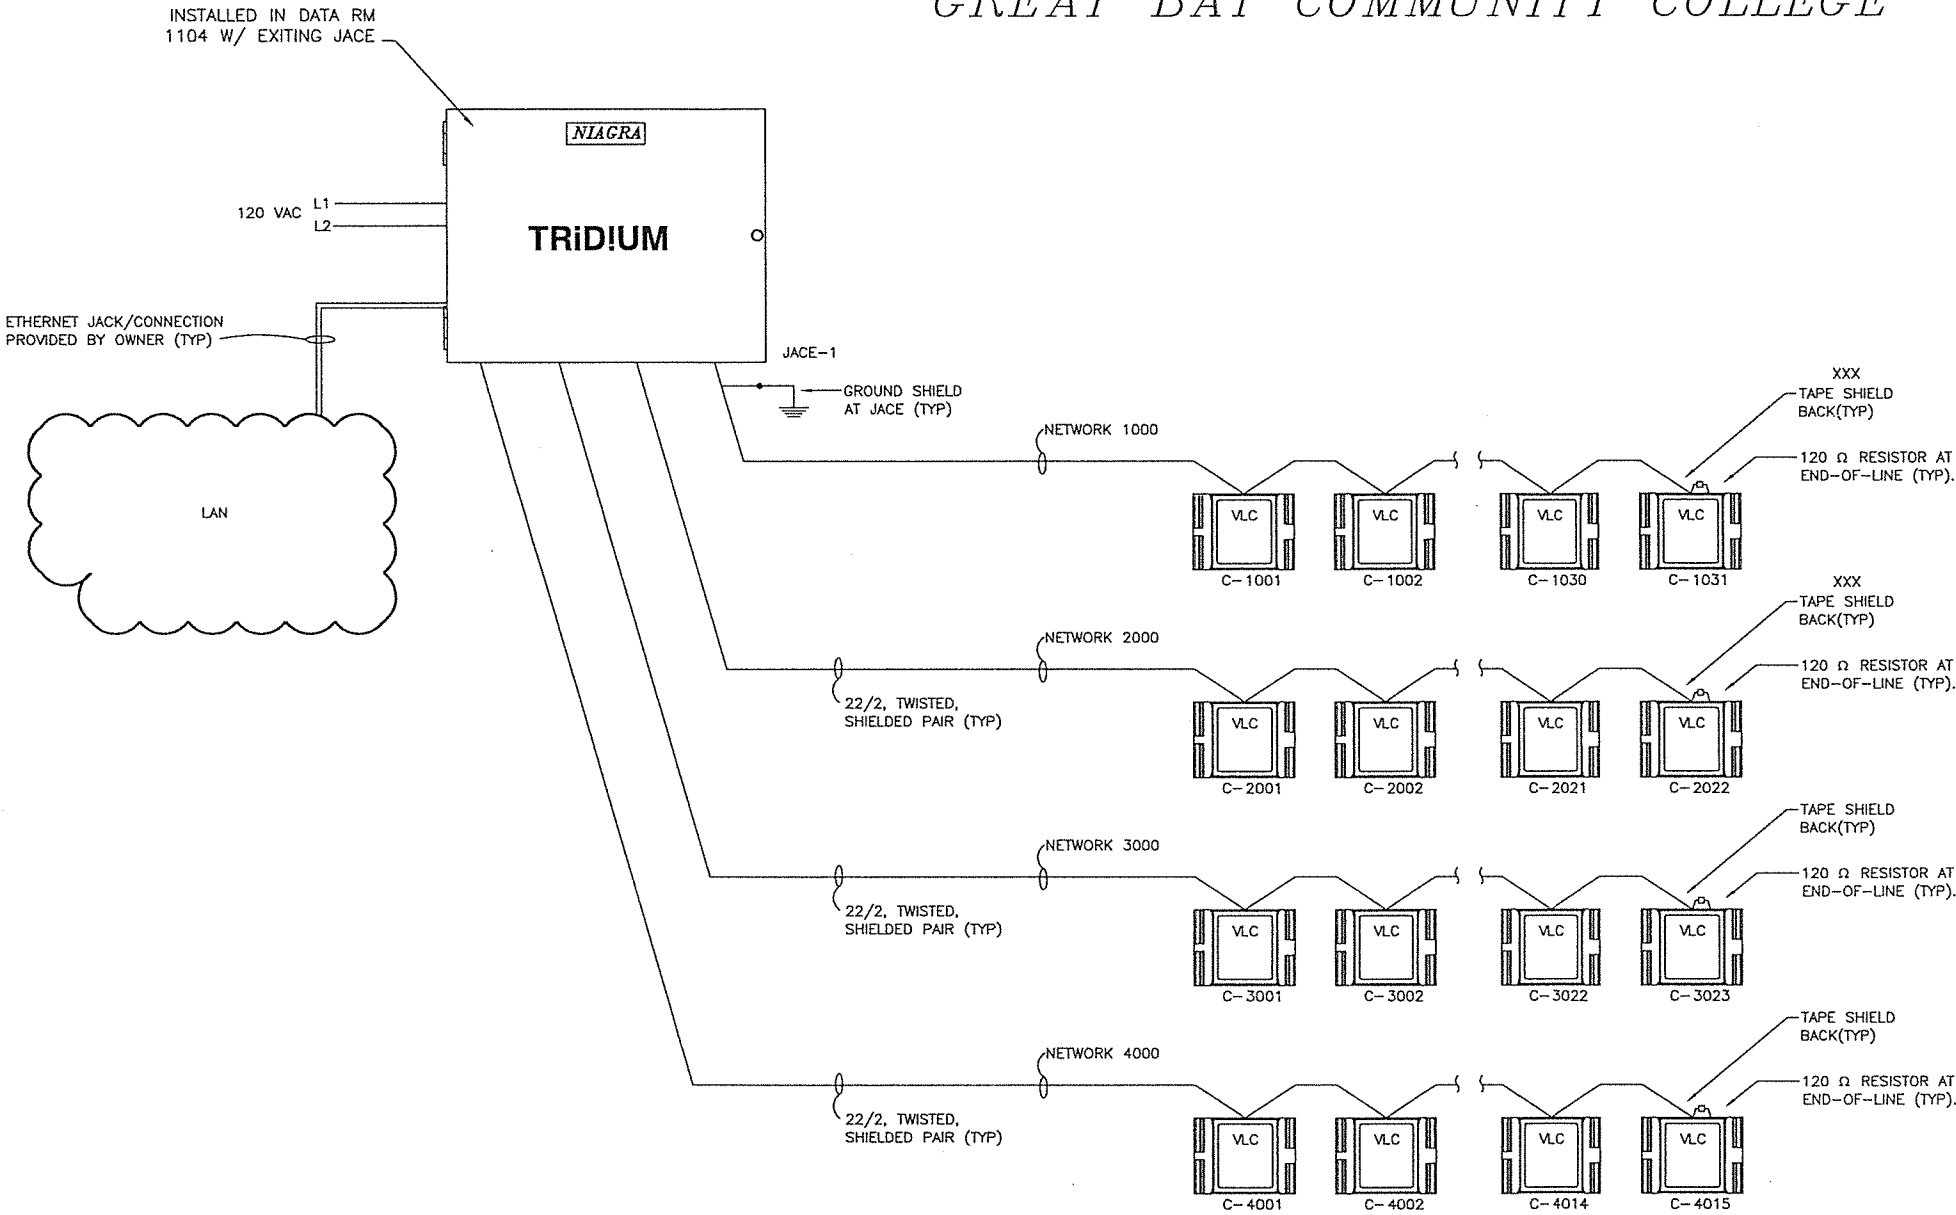 GREAT BAY COMMUNITY COLLEGE
INSTALLED IN DATA RM
1104 W/ EXITING JACE
NIAGRA
TRiD!UM
120 VAC
L1
L2
ETHERNET JACK/CONNECTION
PROVIDED BY OWNER (TYP)
LAN
JACE-1
GROUND SHIELD
AT JACE (TYP)
NETWORK 1000
XXX
TAPE SHIELD
BACK(TYP)
120 Ω RESISTOR AT
END-OF-LINE (TYP).
VLC
VLC
VLC
VLC
C-1001
C-1002
C-1030
C-1031
NETWORK 2000
22/2, TWISTED,
SHIELDED PAIR (TYP)
XXX
TAPE SHIELD
BACK(TYP)
120 Ω RESISTOR AT
END-OF-LINE (TYP).
VLC
VLC
VLC
VLC
C-2001
C-2002
C-2021
C-2022
NETWORK 3000
22/2, TWISTED,
SHIELDED PAIR (TYP)
TAPE SHIELD
BACK(TYP)
120 Ω RESISTOR AT
END-OF-LINE (TYP).
VLC
VLC
VLC
VLC
C-3001
C-3002
C-3022
C-3023
NETWORK 4000
22/2, TWISTED,
SHIELDED PAIR (TYP)
TAPE SHIELD
BACK(TYP)
120 Ω RESISTOR AT
END-OF-LINE (TYP).
VLC
VLC
VLC
VLC
C-4001
C-4002
C-4014
C-4015